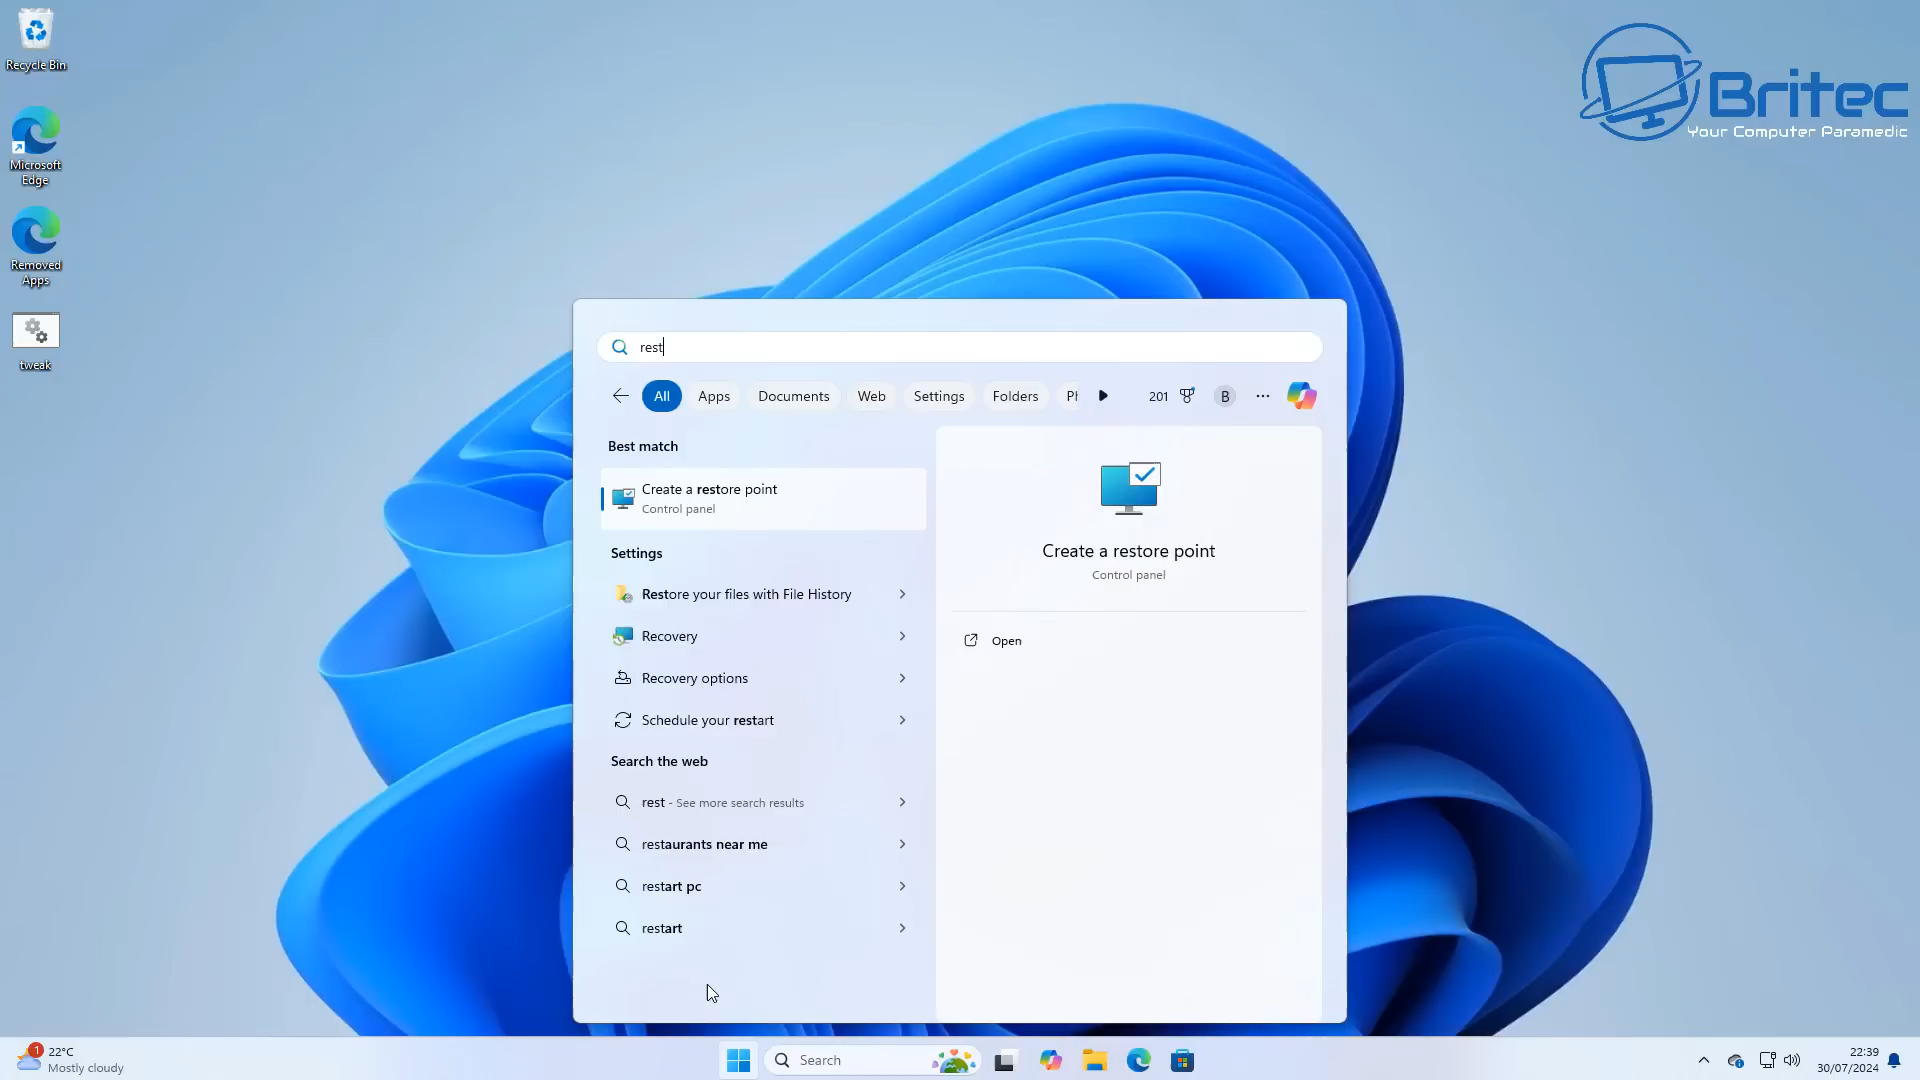 Recycle Bin
Microsoft
Edge
Removed
Apps
tweak
Britec
Your Computer Paramedic
rest
All
Apps
Documents
Web
Settings
Folders
201
B
Best match
Create a restore point
Control panel
Settings
Restore your files with File History
Recovery
Recovery options
Schedule your restart
Search the web
rest - See more search results
restaurants near me
restart pc
restart
Create a restore point
Control panel
Open
1
22°C
Mostly cloudy
Search
22:39
30/07/2024